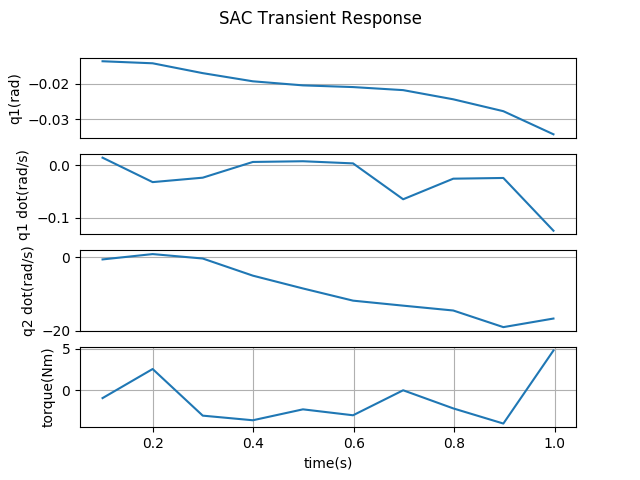 SAC Transient Response
q1(rad)
−0.02
−0.03
q1 dot(rad/s)
0.0
−0.1
q2 dot(rad/s)
0
−20
torque(Nm)
5
0
0.2 0.4 0.6 0.8 1.0
time(s)